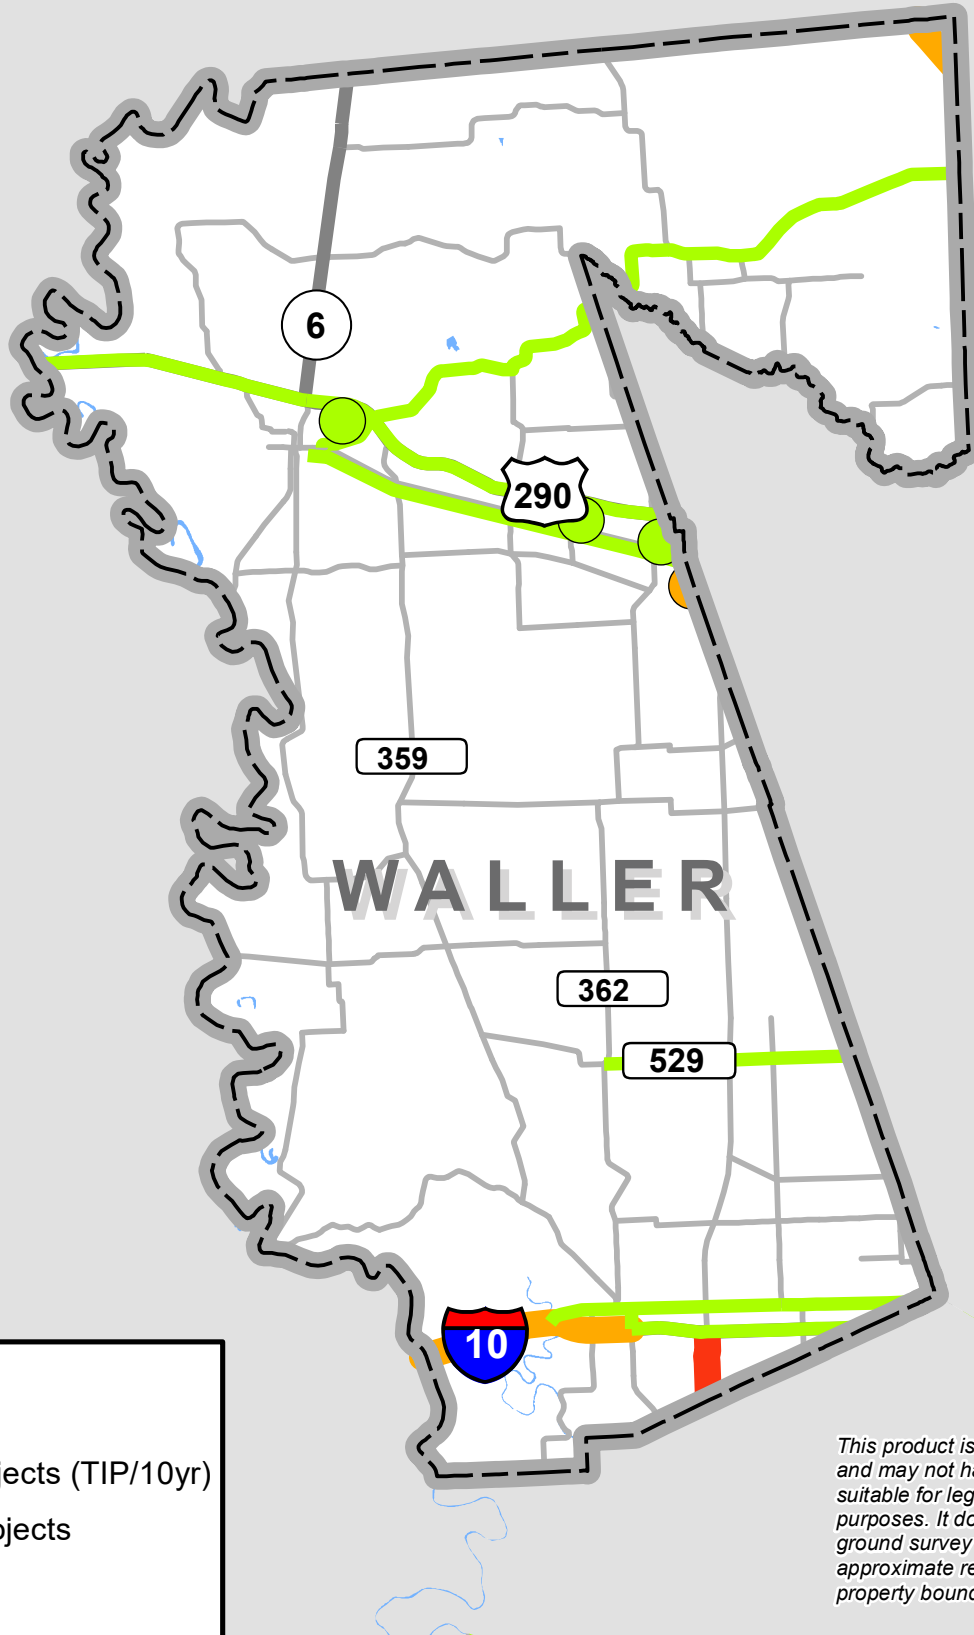 6
290
359
WALLER
362
529
10
jects (TIP/10yr)
ojects
This product is
and may not ha
suitable for leg
purposes. It do
ground survey
approximate re
property bound